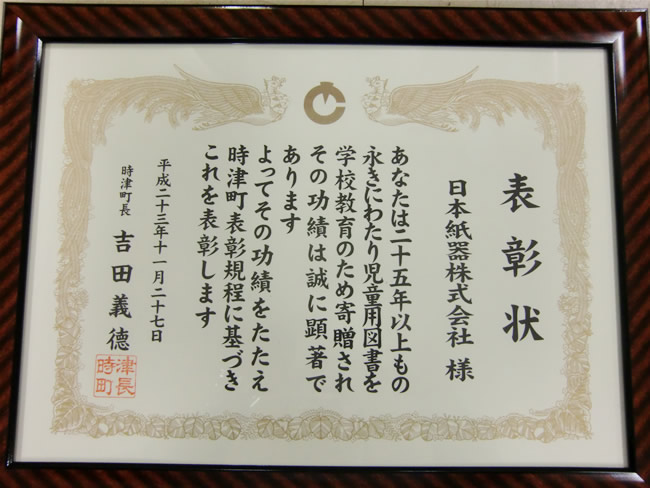 表彰状
日本紙器株式会社 様
あなたは二十五年以上もの
永きにわたり児童用図書を
学校教育のため寄贈され
その功績は誠に顕著で
あります
よってその功績をたたえ
時津町表彰規程に基づき
これを表彰します
平成二十三年十一月二十七日
時津町長 吉田義德
時津町長